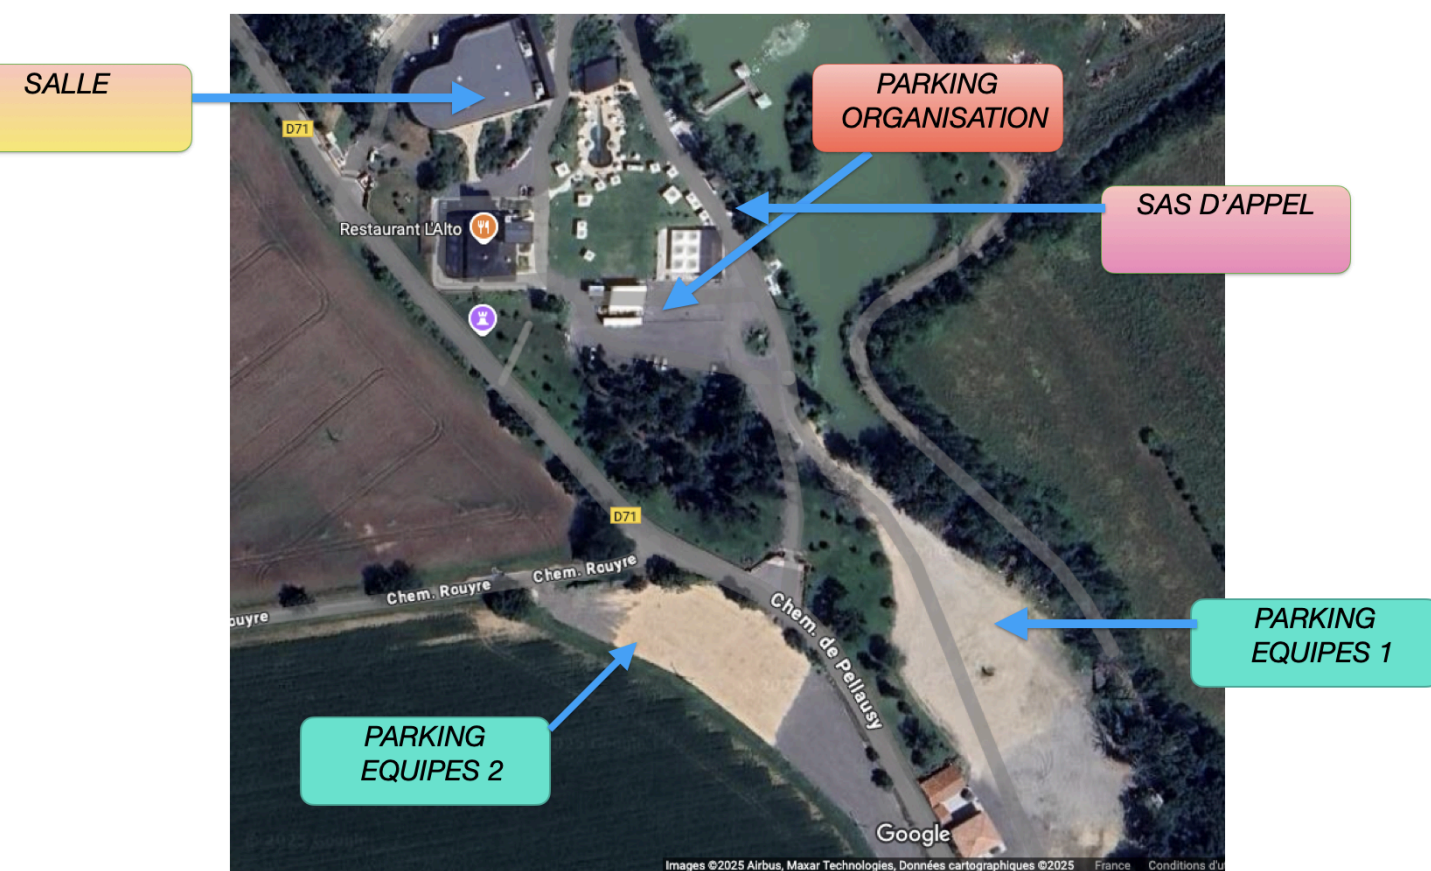 SALLE
PARKING
ORGANISATION
D71
SAS D'APPEL
Restaurant L'Alto
D71
Chem. Rouyre
Chem. Rouyre
ouyre
Chem. de Pellausy
PARKING
EQUIPES 1
PARKING
EQUIPES 2
Google
Images ©2025 Airbus, Maxar Technologies, Données cartographiques ©2025 France Conditions d'u